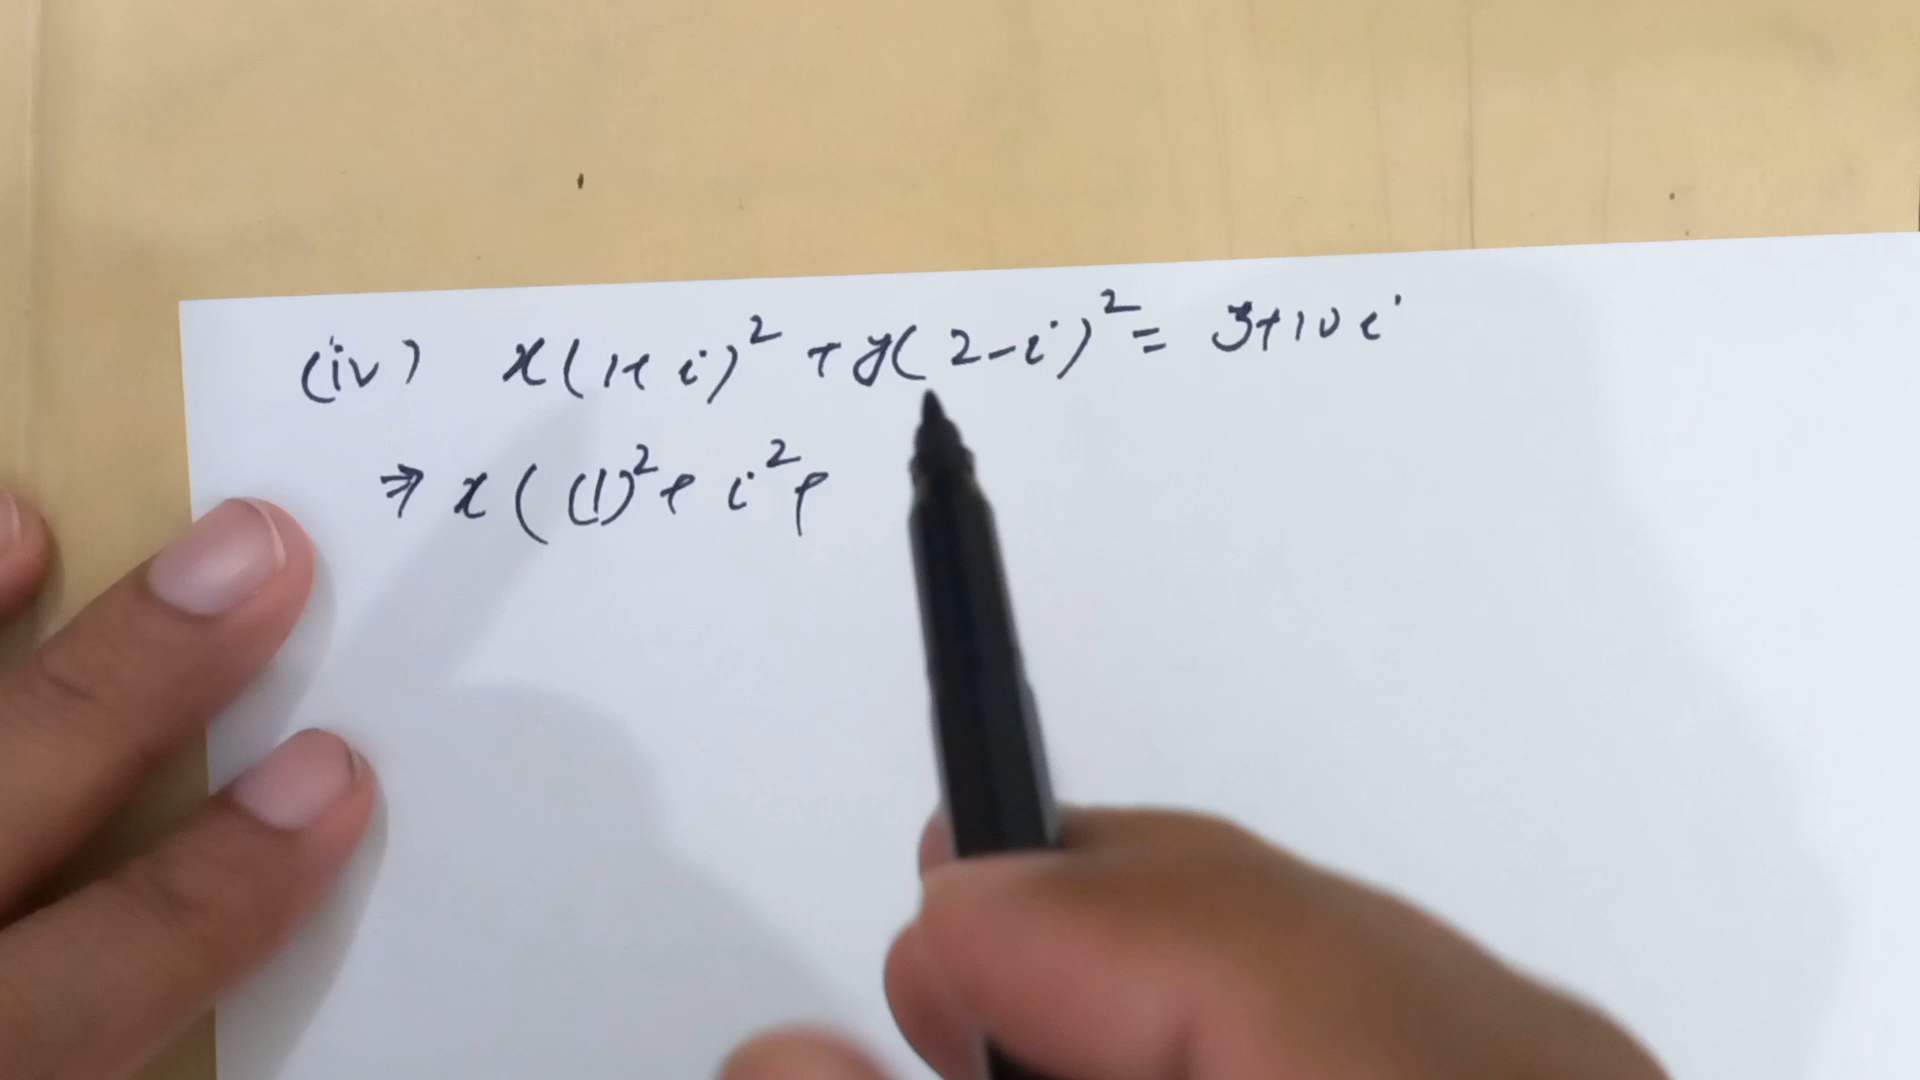 (iv) x(1+i)² + y(2-i)² = 3+10i
⇒ x((1)² + i² +